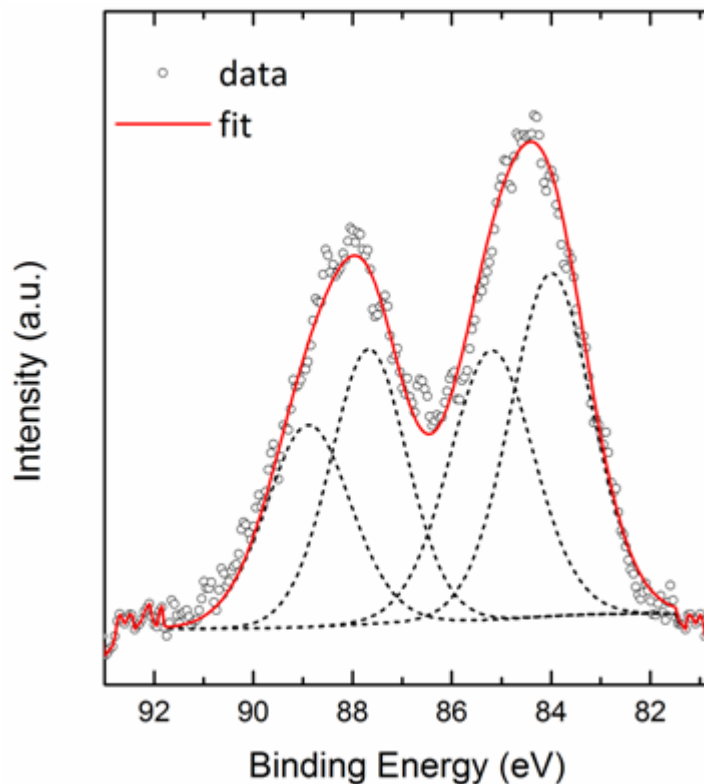 data
fit
Intensity (a.u.)
92 90 88 86 84 82
Binding Energy (eV)